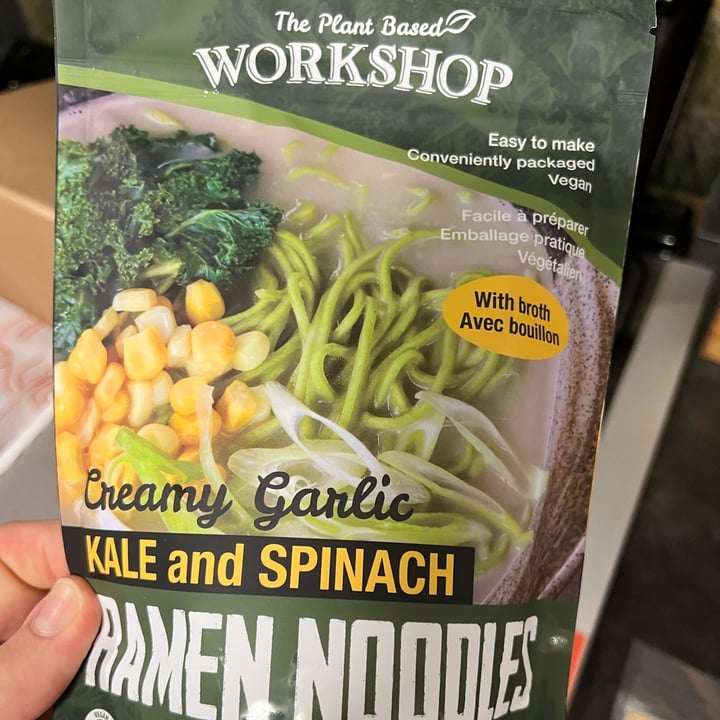 The Plant Based
WORKSHOP
Easy to make
Conveniently packaged
Vegan
Facile à préparer
Emballage pratique
Végétalien
With broth
Avec bouillon
Creamy Garlic
KALE and SPINACH
RAMEN NOODLES
VEGAN